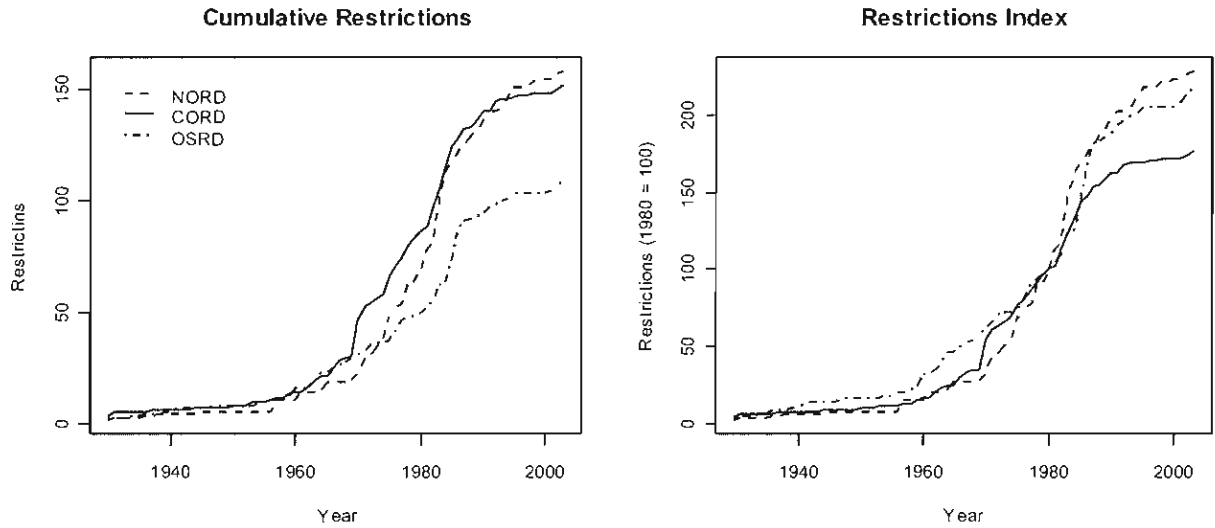 Cumulative Restrictions
Restrictlins
150
100
50
0
NORD
CORD
OSRD
1940 1960 1980 2000
Year
Restrictions Index
Restrictions (1980 = 100)
200
150
100
50
0
1940 1960 1980 2000
Year